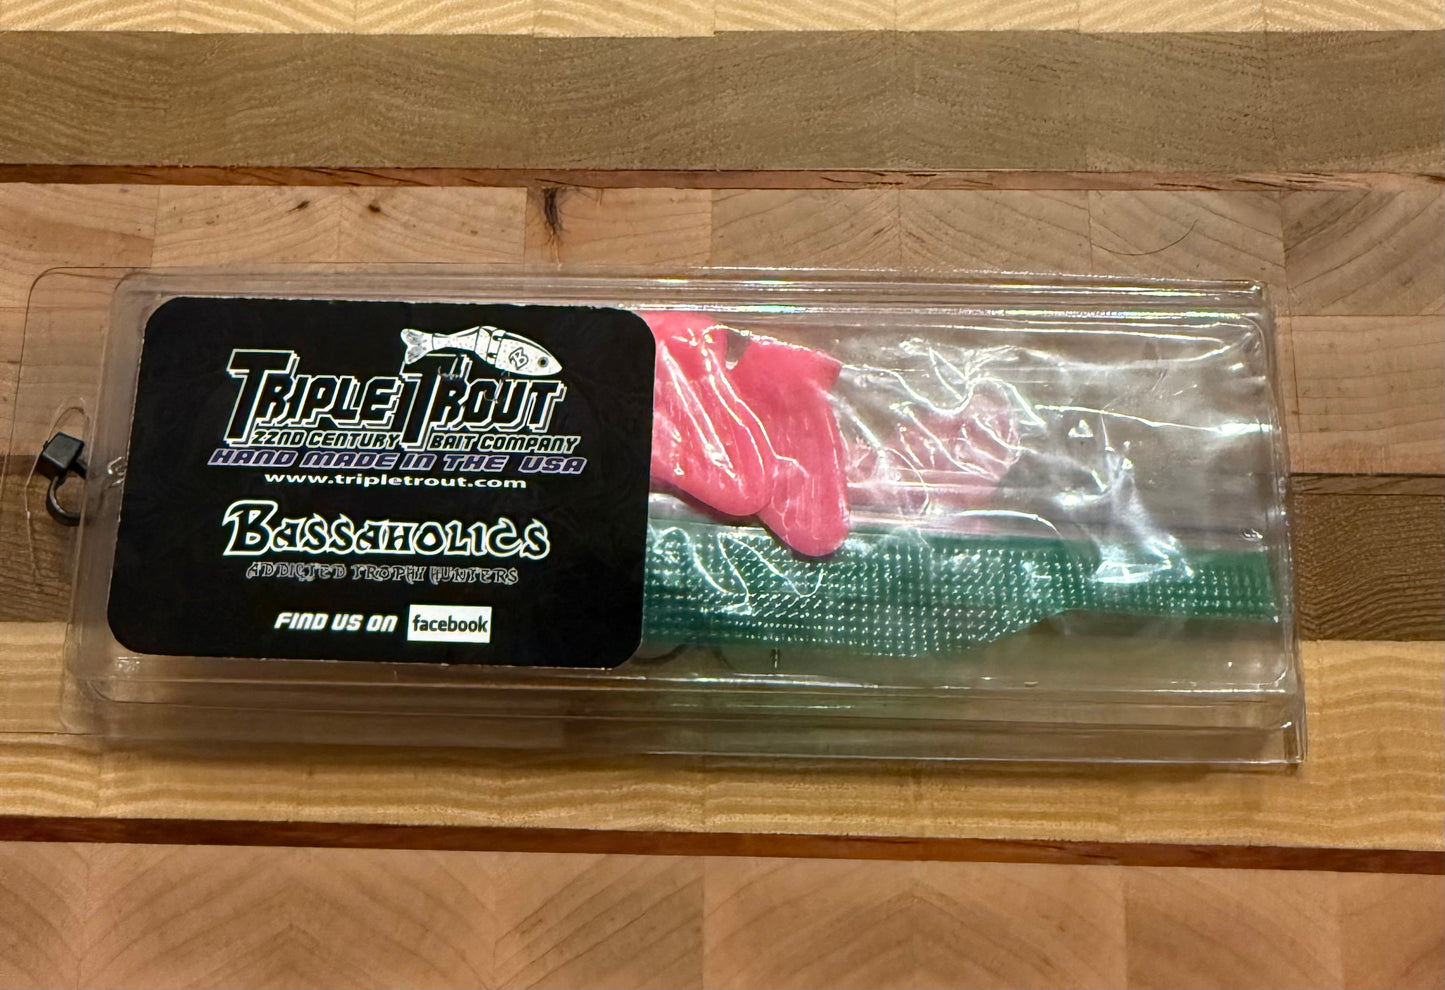 TRIPLE TROUT
22ND CENTURY BAIT COMPANY
HAND MADE IN THE USA
www.tripletrout.com
BASSAHOLICS
ADDICTED TROPHY HUNTERS
FIND US ON facebook